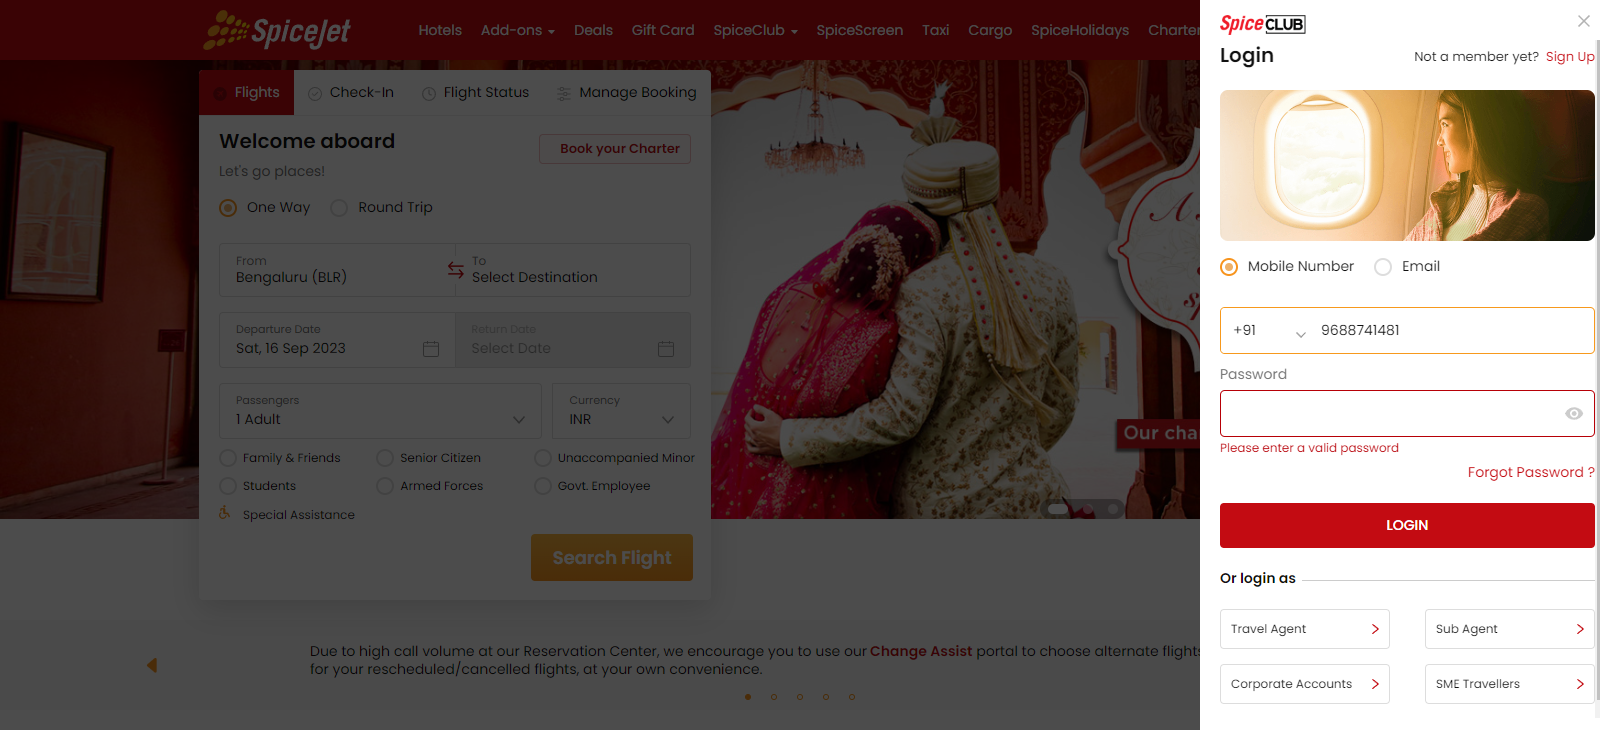 SpiceJet
Hotels Add-ons Deals Gift Card SpiceClub SpiceScreen Taxi Cargo SpiceHolidays Charter
Flights Check-In Flight Status Manage Booking
Welcome aboard
Book your Charter
Let's go places!
One Way Round Trip
From
Bengaluru (BLR)
To
Select Destination
Departure Date
Sat, 16 Sep 2023
Return Date
Select Date
Passengers
1 Adult
Currency
INR
Family & Friends Senior Citizen Unaccompanied Minor
Students Armed Forces Govt. Employee
Special Assistance
Search Flight
Our cha
Due to high call volume at our Reservation Center, we encourage you to use our Change Assist portal to choose alternate flights
for your rescheduled/cancelled flights, at your own convenience.
SpiceCLUB
Login
Not a member yet? Sign Up
Mobile Number Email
+91 9688741481
Password
Please enter a valid password
Forgot Password ?
LOGIN
Or login as
Travel Agent Sub Agent
Corporate Accounts SME Travellers